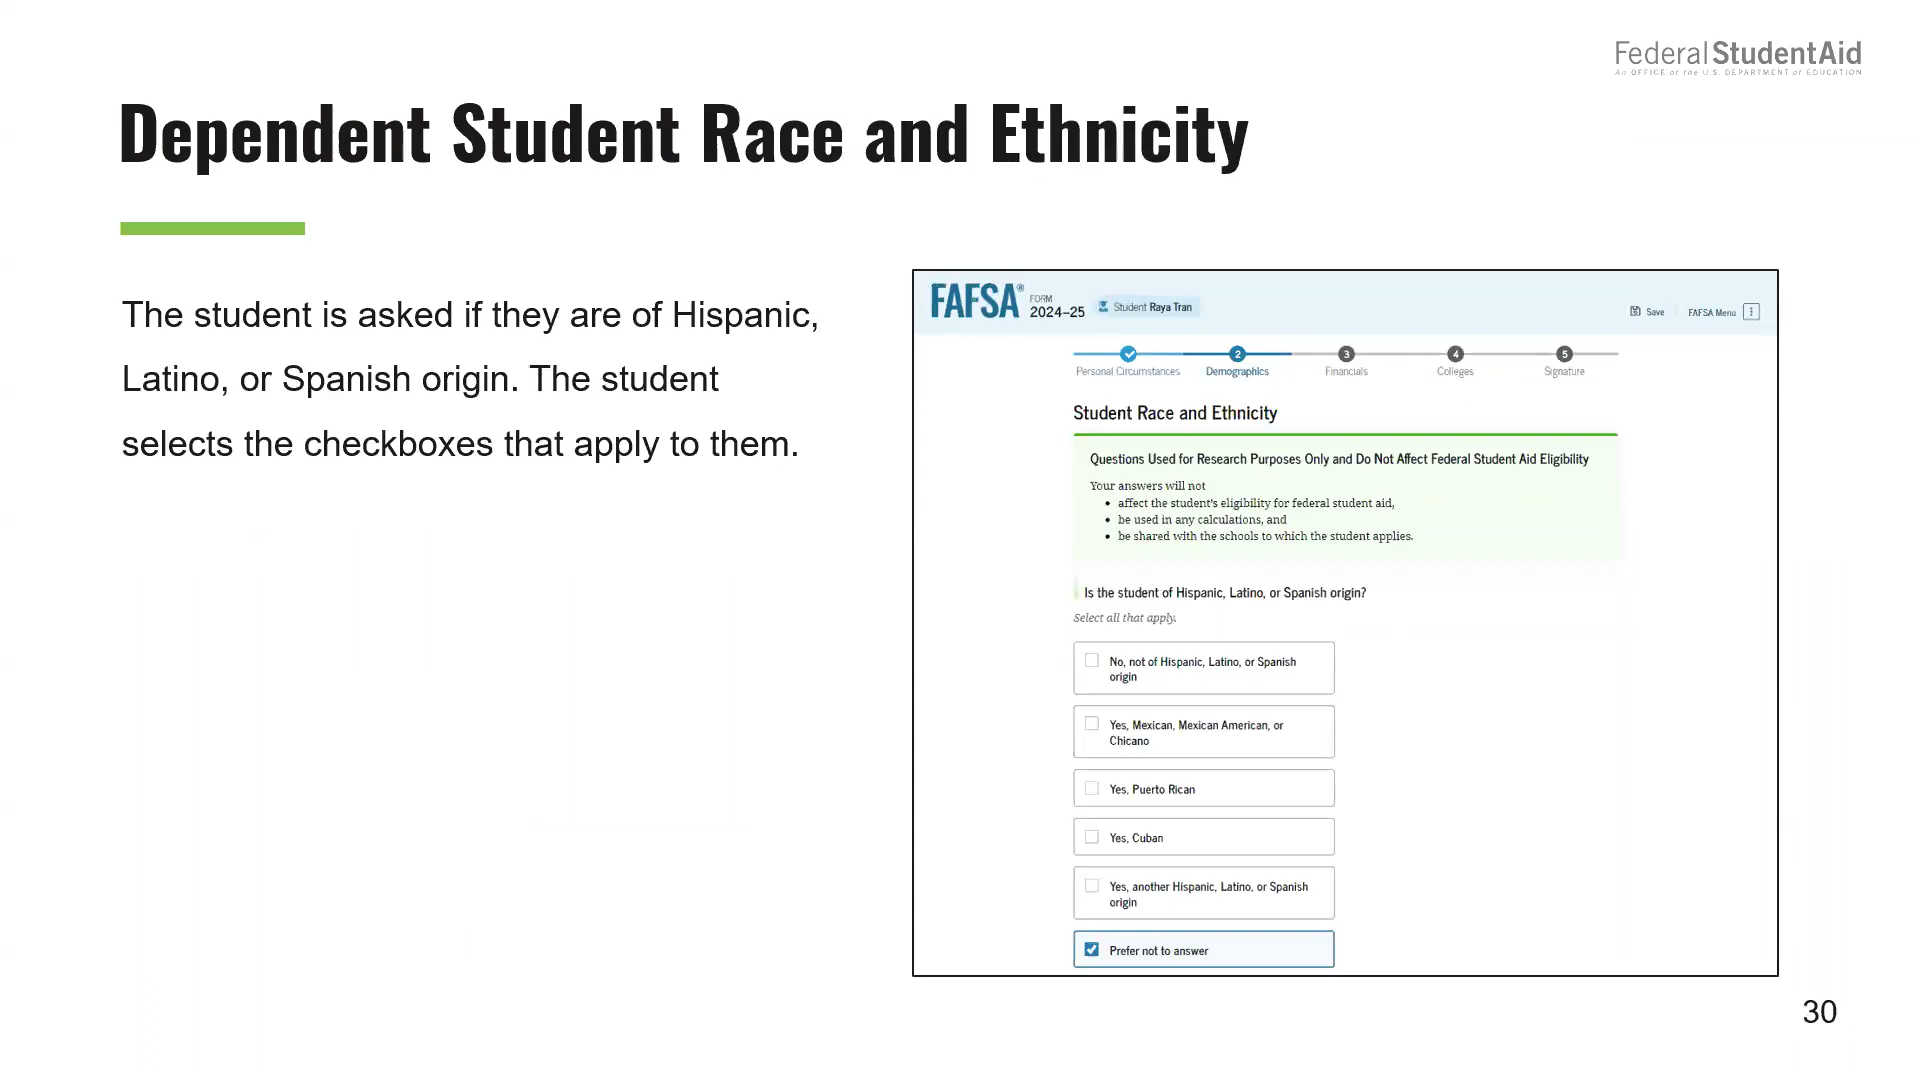 Federal StudentAid
An OFFICE of the U.S. DEPARTMENT of EDUCATION
Dependent Student Race and Ethnicity
The student is asked if they are of Hispanic,
Latino, or Spanish origin. The student
selects the checkboxes that apply to them.
FAFSA® FORM
2024–25
Student Raya Tran
Save
FAFSA Menu
2
3
4
5
Personal Circumstances
Demographics
Financials
Colleges
Signature
Student Race and Ethnicity
Questions Used for Research Purposes Only and Do Not Affect Federal Student Aid Eligibility
Your answers will not
• affect the student's eligibility for federal student aid,
• be used in any calculations, and
• be shared with the schools to which the student applies.
Is the student of Hispanic, Latino, or Spanish origin?
Select all that apply.
No, not of Hispanic, Latino, or Spanish
origin
Yes, Mexican, Mexican American, or
Chicano
Yes, Puerto Rican
Yes, Cuban
Yes, another Hispanic, Latino, or Spanish
origin
Prefer not to answer
30